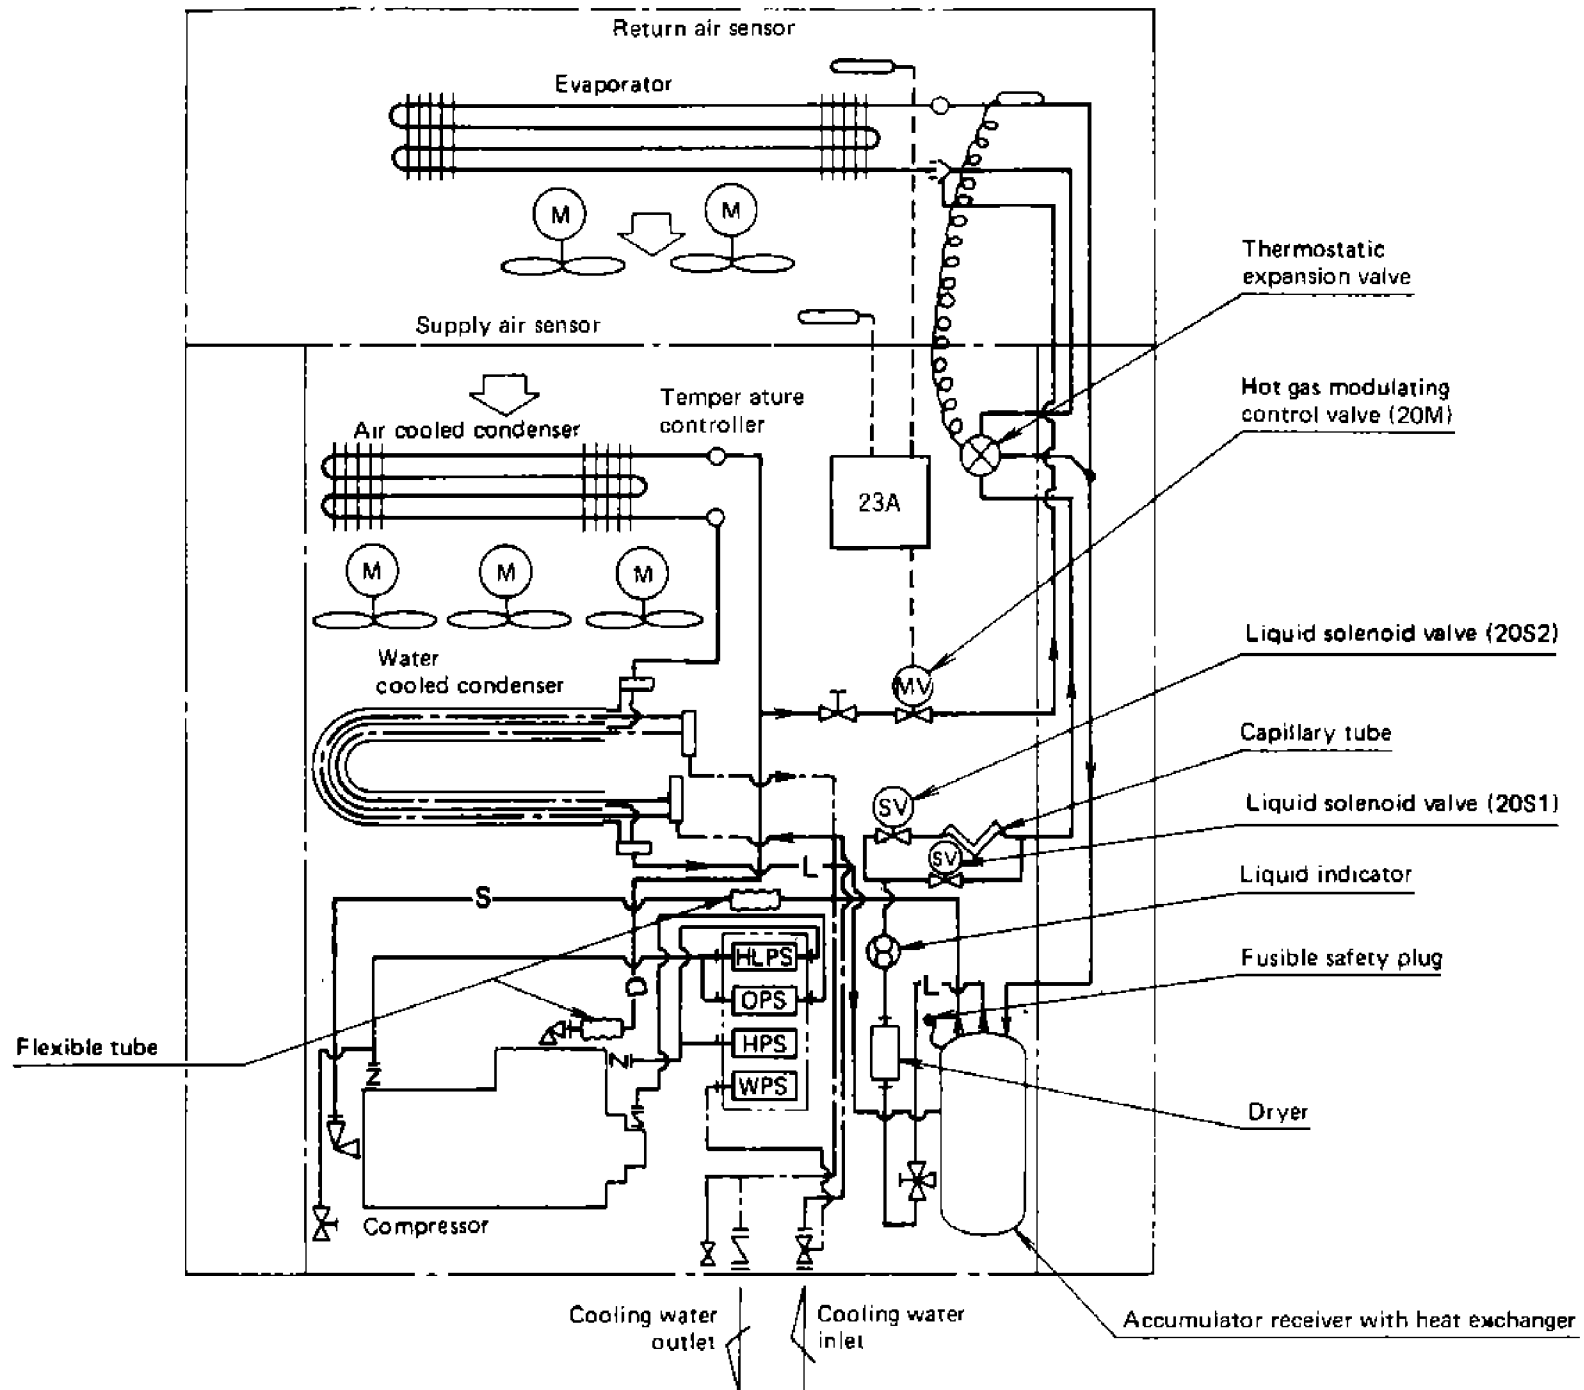 Return air sensor
Evaporator
M
M
Thermostatic
expansion valve
Supply air sensor
Hot gas modulating
control valve (20M)
Temper ature
controller
Air cooled condenser
23A
M
M
M
Liquid solenoid valve (20S2)
Water
cooled condenser
MV
Capillary tube
SV
Liquid solenoid valve (20S1)
SV
L
Liquid indicator
S
HLPS
Fusible safety plug
L
D
OPS
Flexible tube
HPS
WPS
Dryer
Compressor
Cooling water
outlet
Cooling water
inlet
Accumulator receiver with heat exchanger